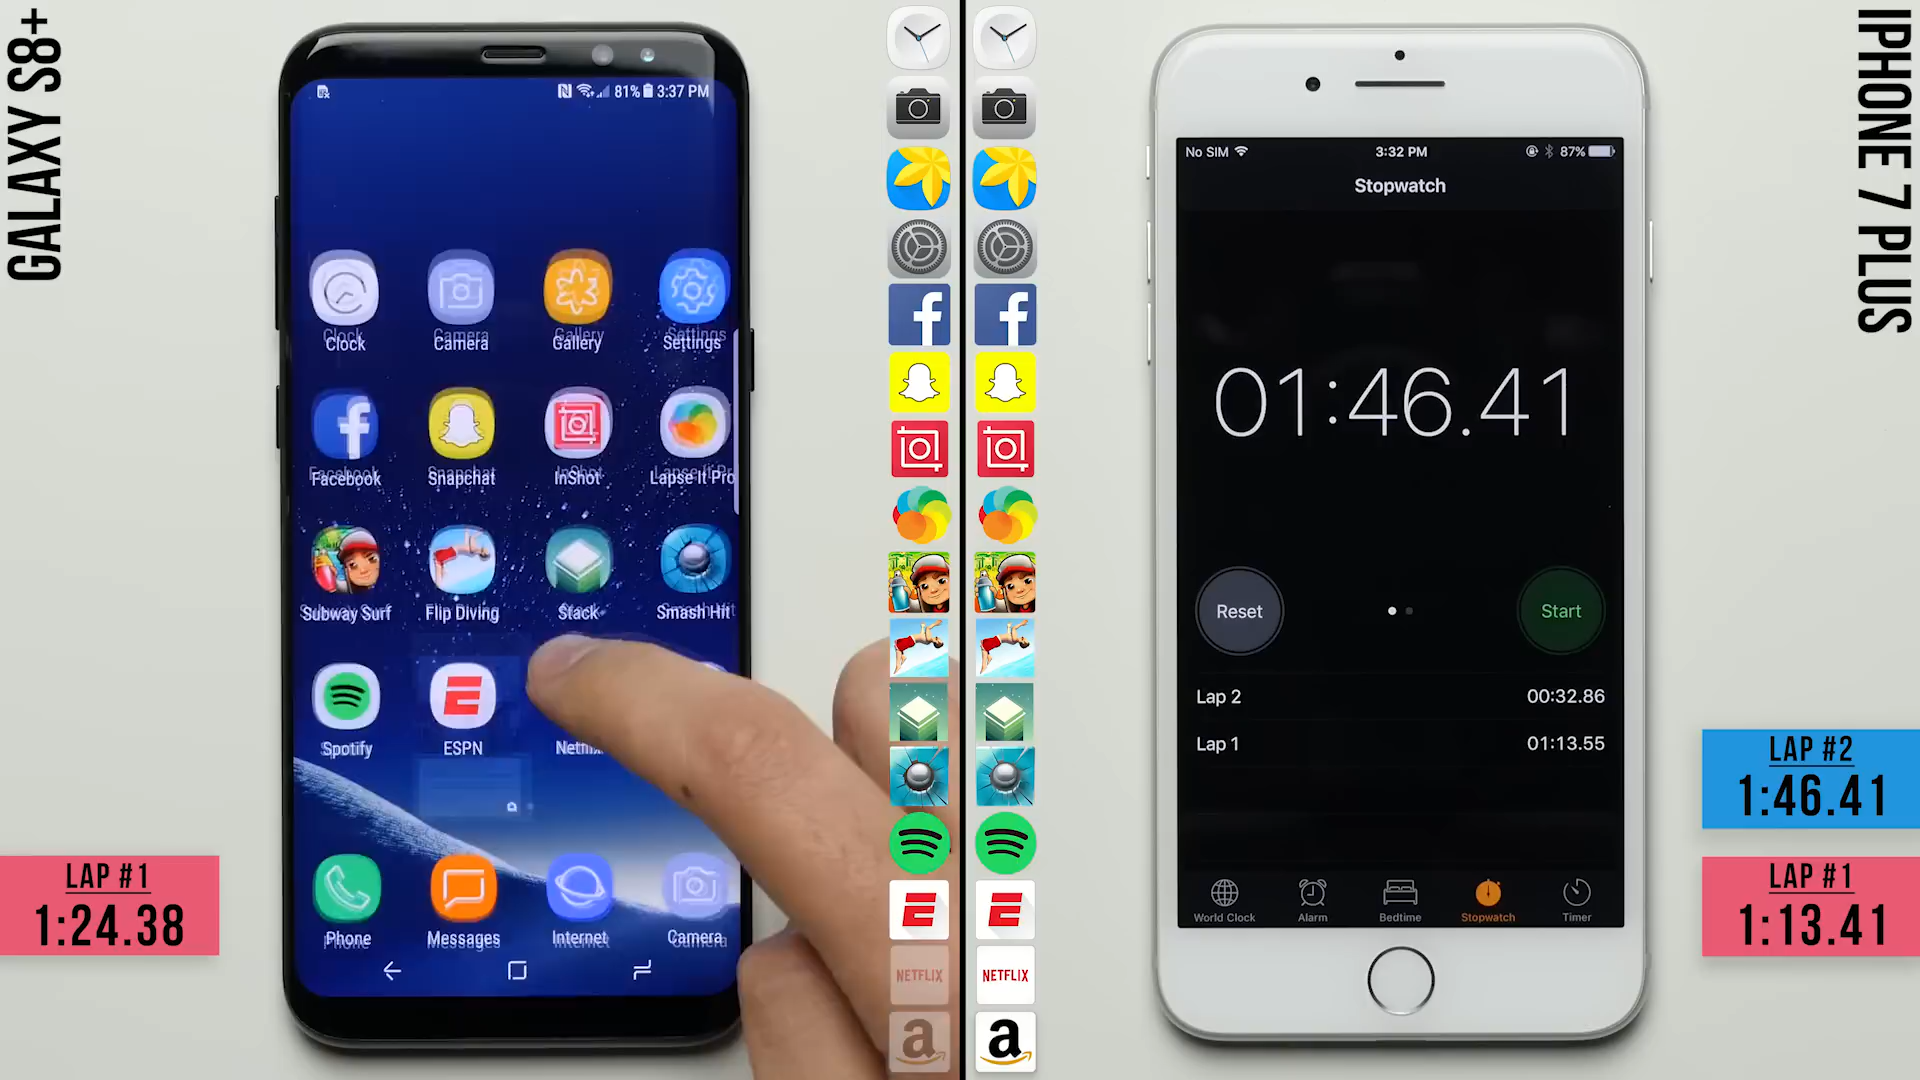 GALAXY S8+
81% 3:37 PM
Clock Camera Gallery Settings
Facebook Snapchat InShot Lapse It Pro
Subway Surf Flip Diving Stack Smash Hit
Spotify ESPN Netflix
Phone Messages Internet Camera
LAP #1
1:24.38
NETFLIX
NETFLIX
IPHONE 7 PLUS
No SIM 3:32 PM 87%
Stopwatch
01:46.41
Reset Start
Lap 2 00:32.86
Lap 1 01:13.55
World Clock Alarm Bedtime Stopwatch Timer
LAP #2
1:46.41
LAP #1
1:13.41